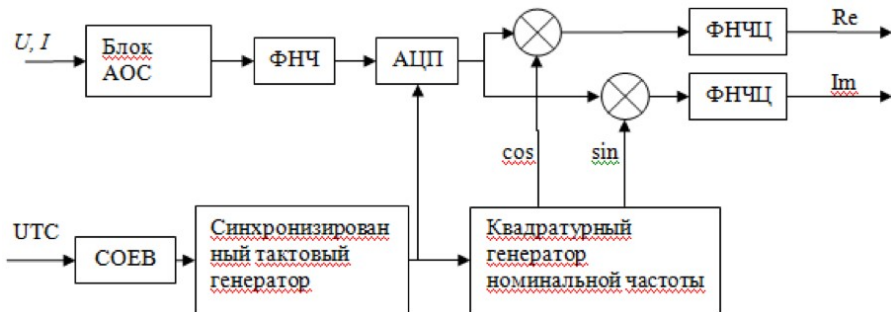 U, I
Блок
АОС
ФНЧ
АЦП
ФНЧЦ
Re
ФНЧЦ
Im
cos
sin
UTC
СОЕВ
Синхронизирован
ный тактовый
генератор
Квадратурный
генератор
номинальной частоты